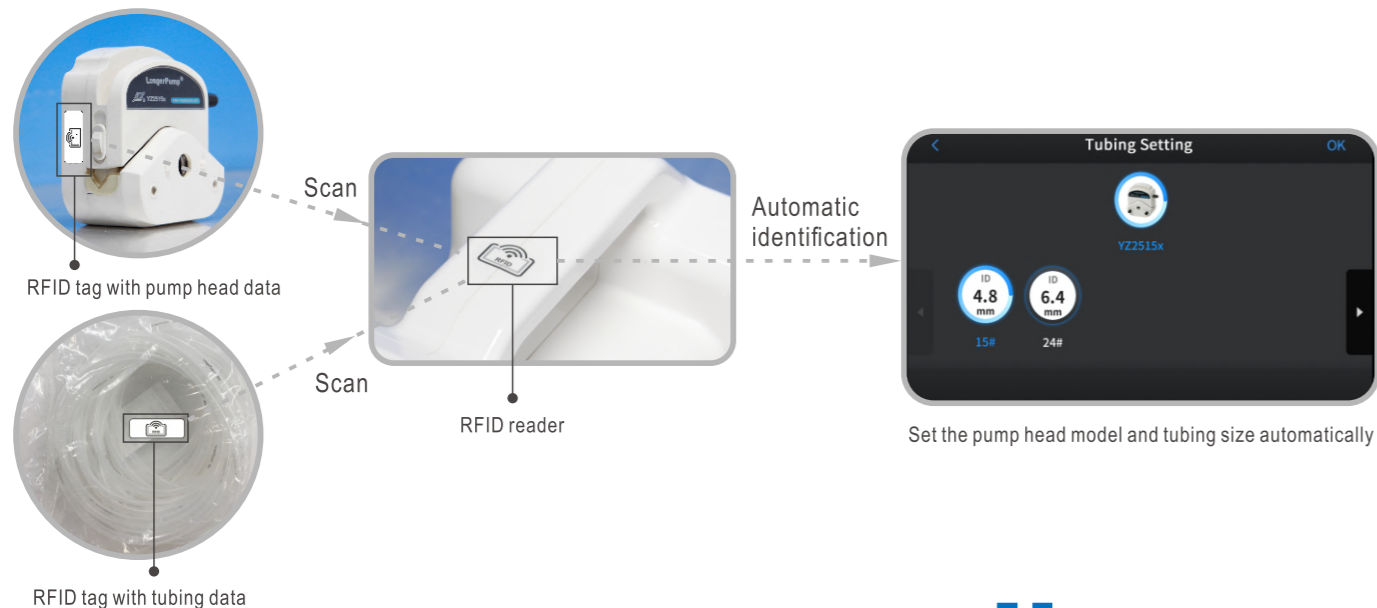 LongerPump®
YZ2515x
RFID tag with pump head data
Scan
Scan
RFID tag with tubing data
RFID
RFID reader
Automatic
identification
Tubing Setting
OK
YZ2515x
ID
4.8
mm
15#
ID
6.4
mm
24#
Set the pump head model and tubing size automatically